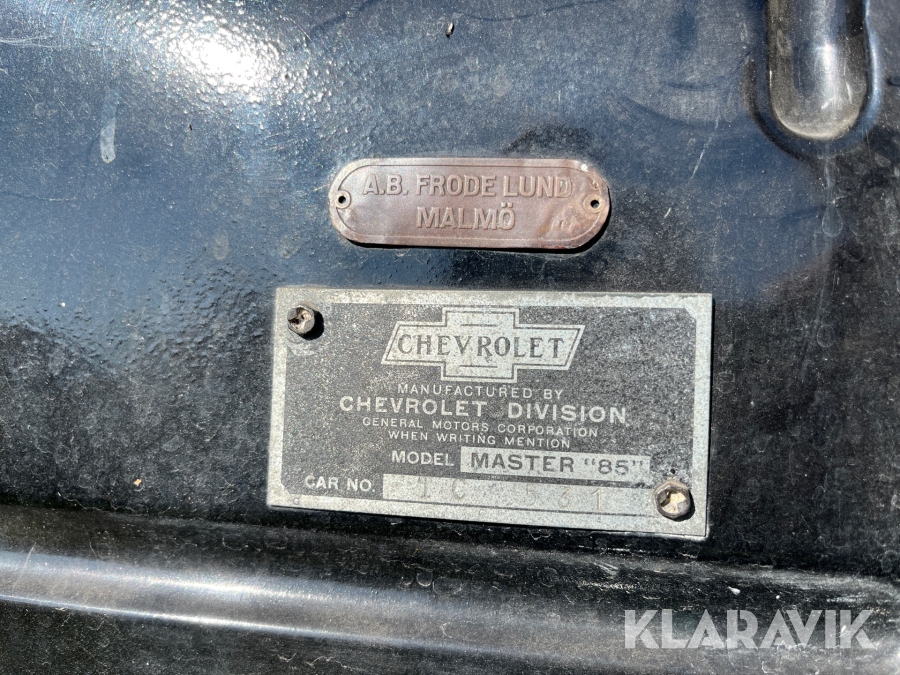 A.B. FRODE LUND
MALMÖ
CHEVROLET
MANUFACTURED BY
CHEVROLET DIVISION
GENERAL MOTORS CORPORATION
WHEN WRITING MENTION
MODEL MASTER "85"
CAR NO.
KLARAVIK